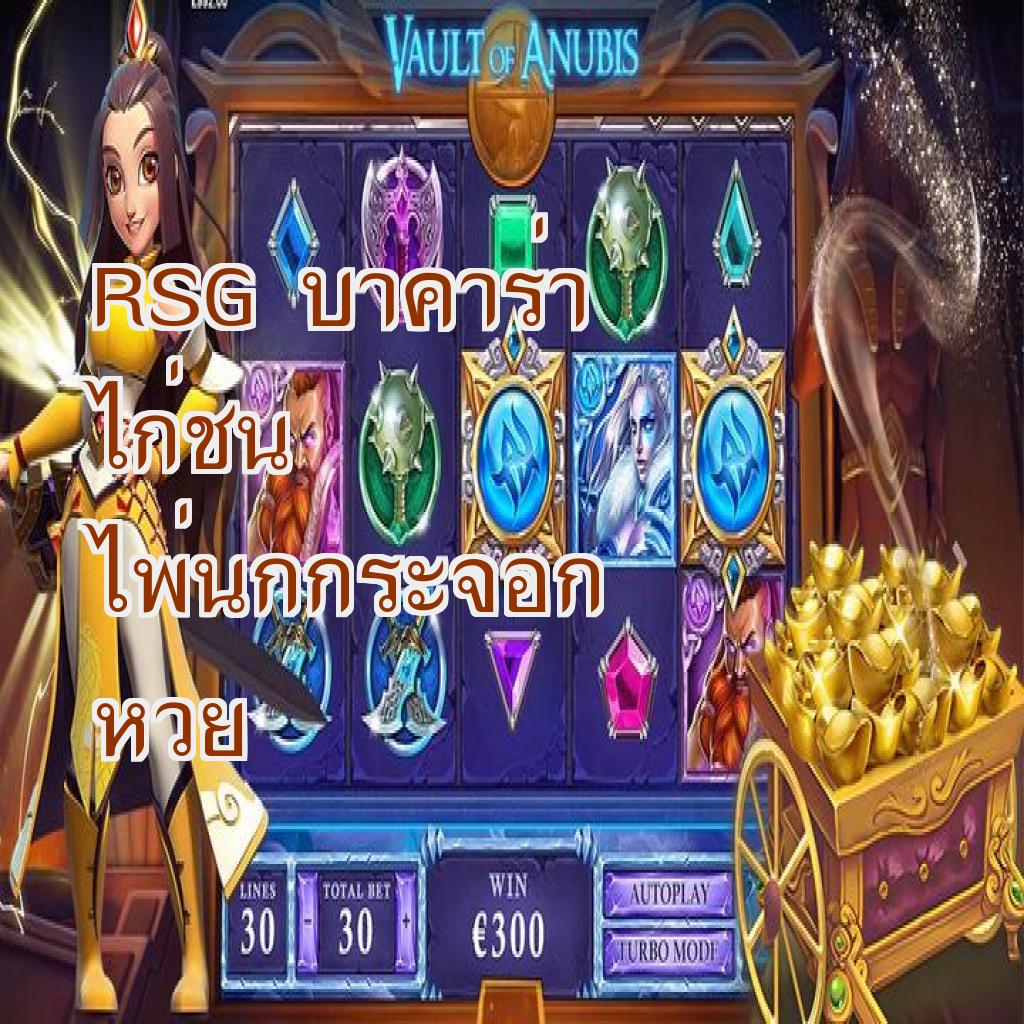 VAULT OF ANUBIS
RSG บาคาร่า
ไก่ชน
ไพ่นกกระจอก
หวย
LINES
30
TOTAL BET
- 30 +
WIN
€300
AUTOPLAY
TURBO MODE